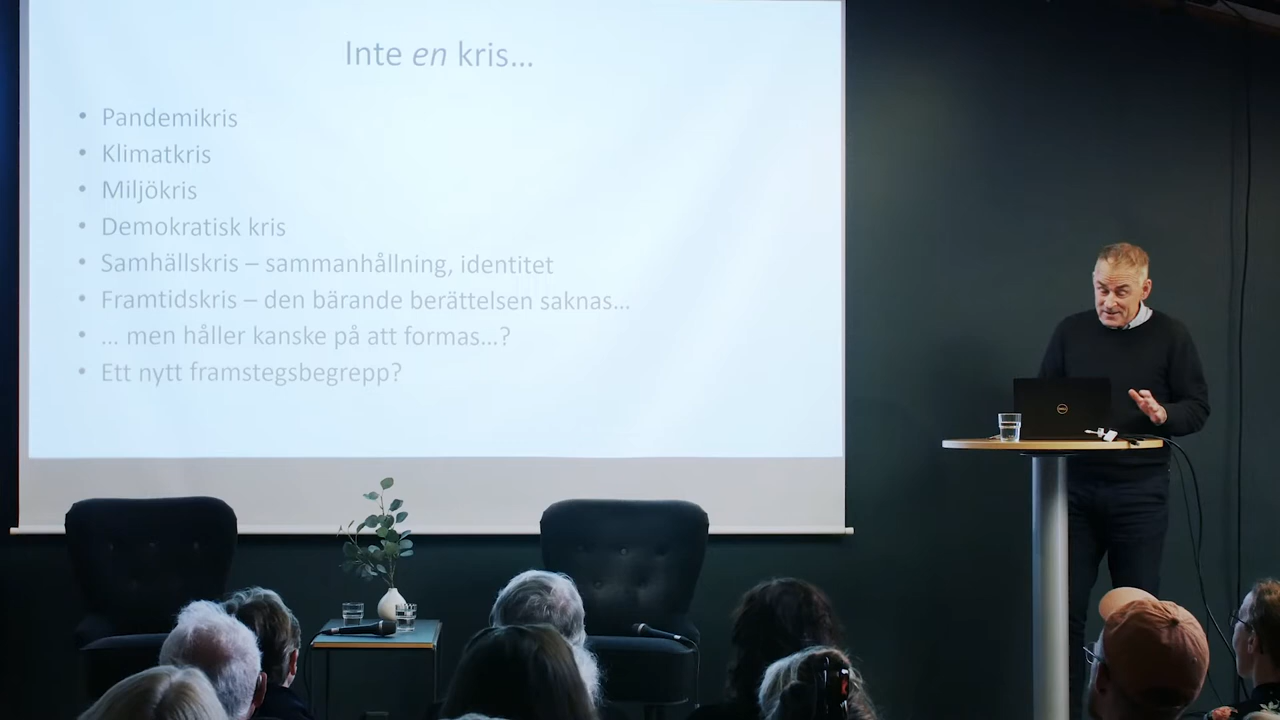 Inte en kris...
• Pandemikris
• Klimatkris
• Miljökris
• Demokratisk kris
• Samhällskris – sammanhållning, identitet
• Framtidskris – den bärande berättelsen saknas...
• ... men håller kanske på att formas...?
• Ett nytt framstegsbegrepp?
DELL